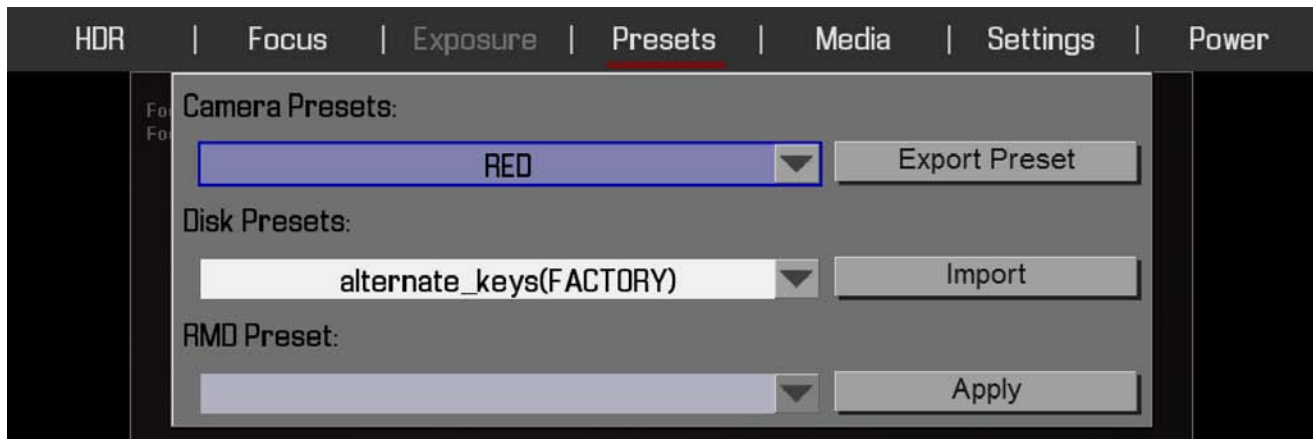 HDR | Focus | Exposure | Presets | Media | Settings | Power
Camera Presets:
RED
Export Preset
Disk Presets:
alternate_keys(FACTORY)
Import
RMD Preset:
Apply